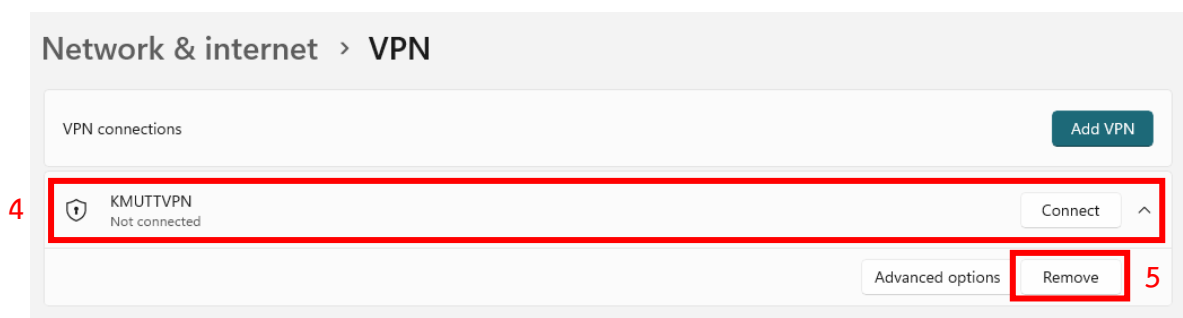 Network & internet > VPN
VPN connections
Add VPN
4
KMUTTVPN
Not connected
Connect
Advanced options
Remove
5